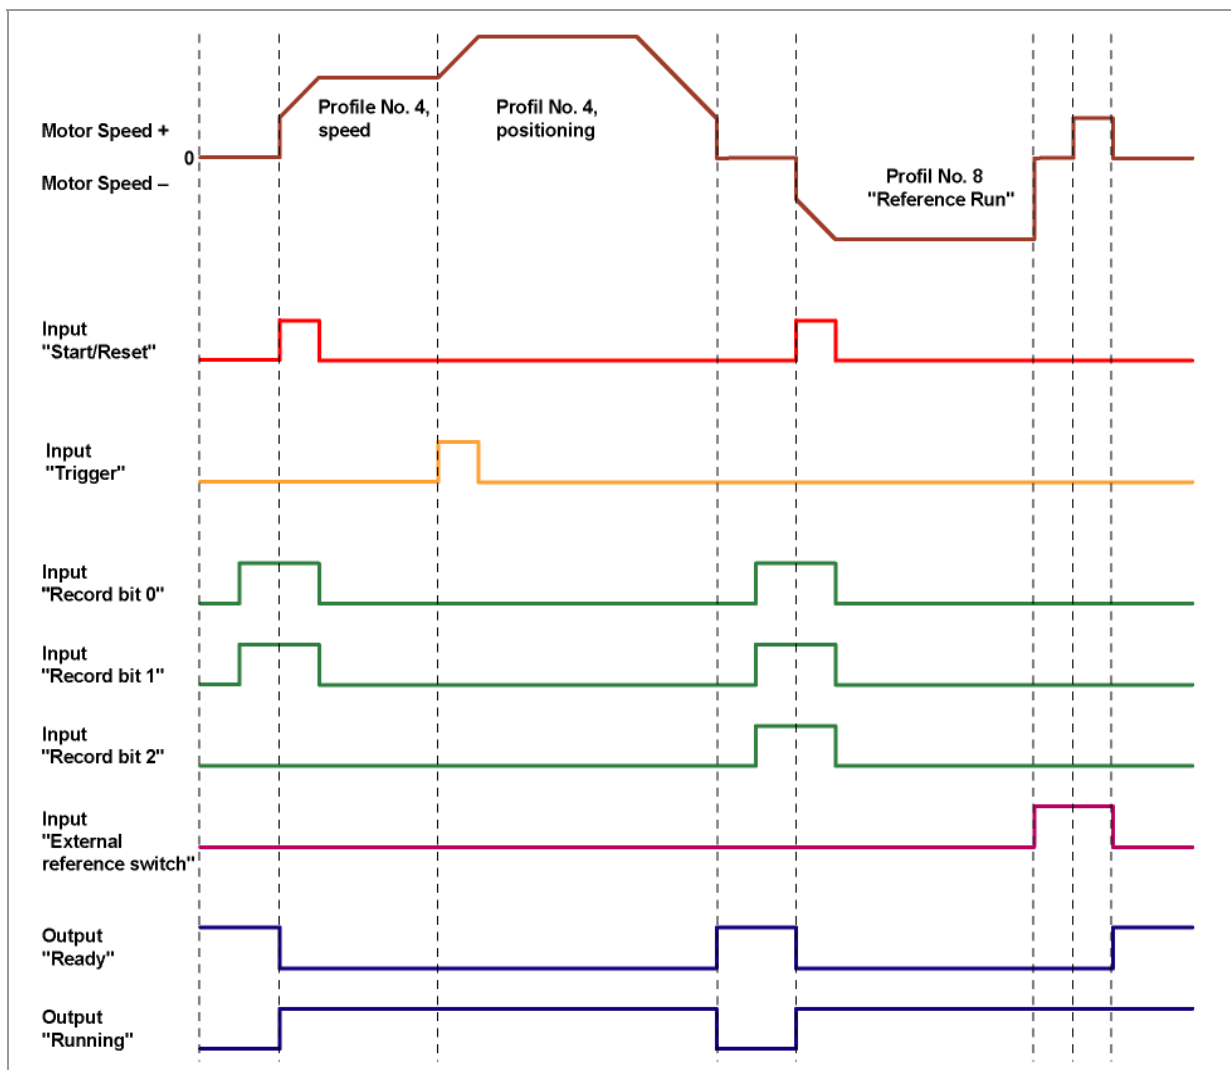 Profile No. 4,
speed
Profil No. 4,
positioning
Motor Speed +
0
Motor Speed –
Profil No. 8
"Reference Run"
Input
"Start/Reset"
Input
"Trigger"
Input
"Record bit 0"
Input
"Record bit 1"
Input
"Record bit 2"
Input
"External
reference switch"
Output
"Ready"
Output
"Running"